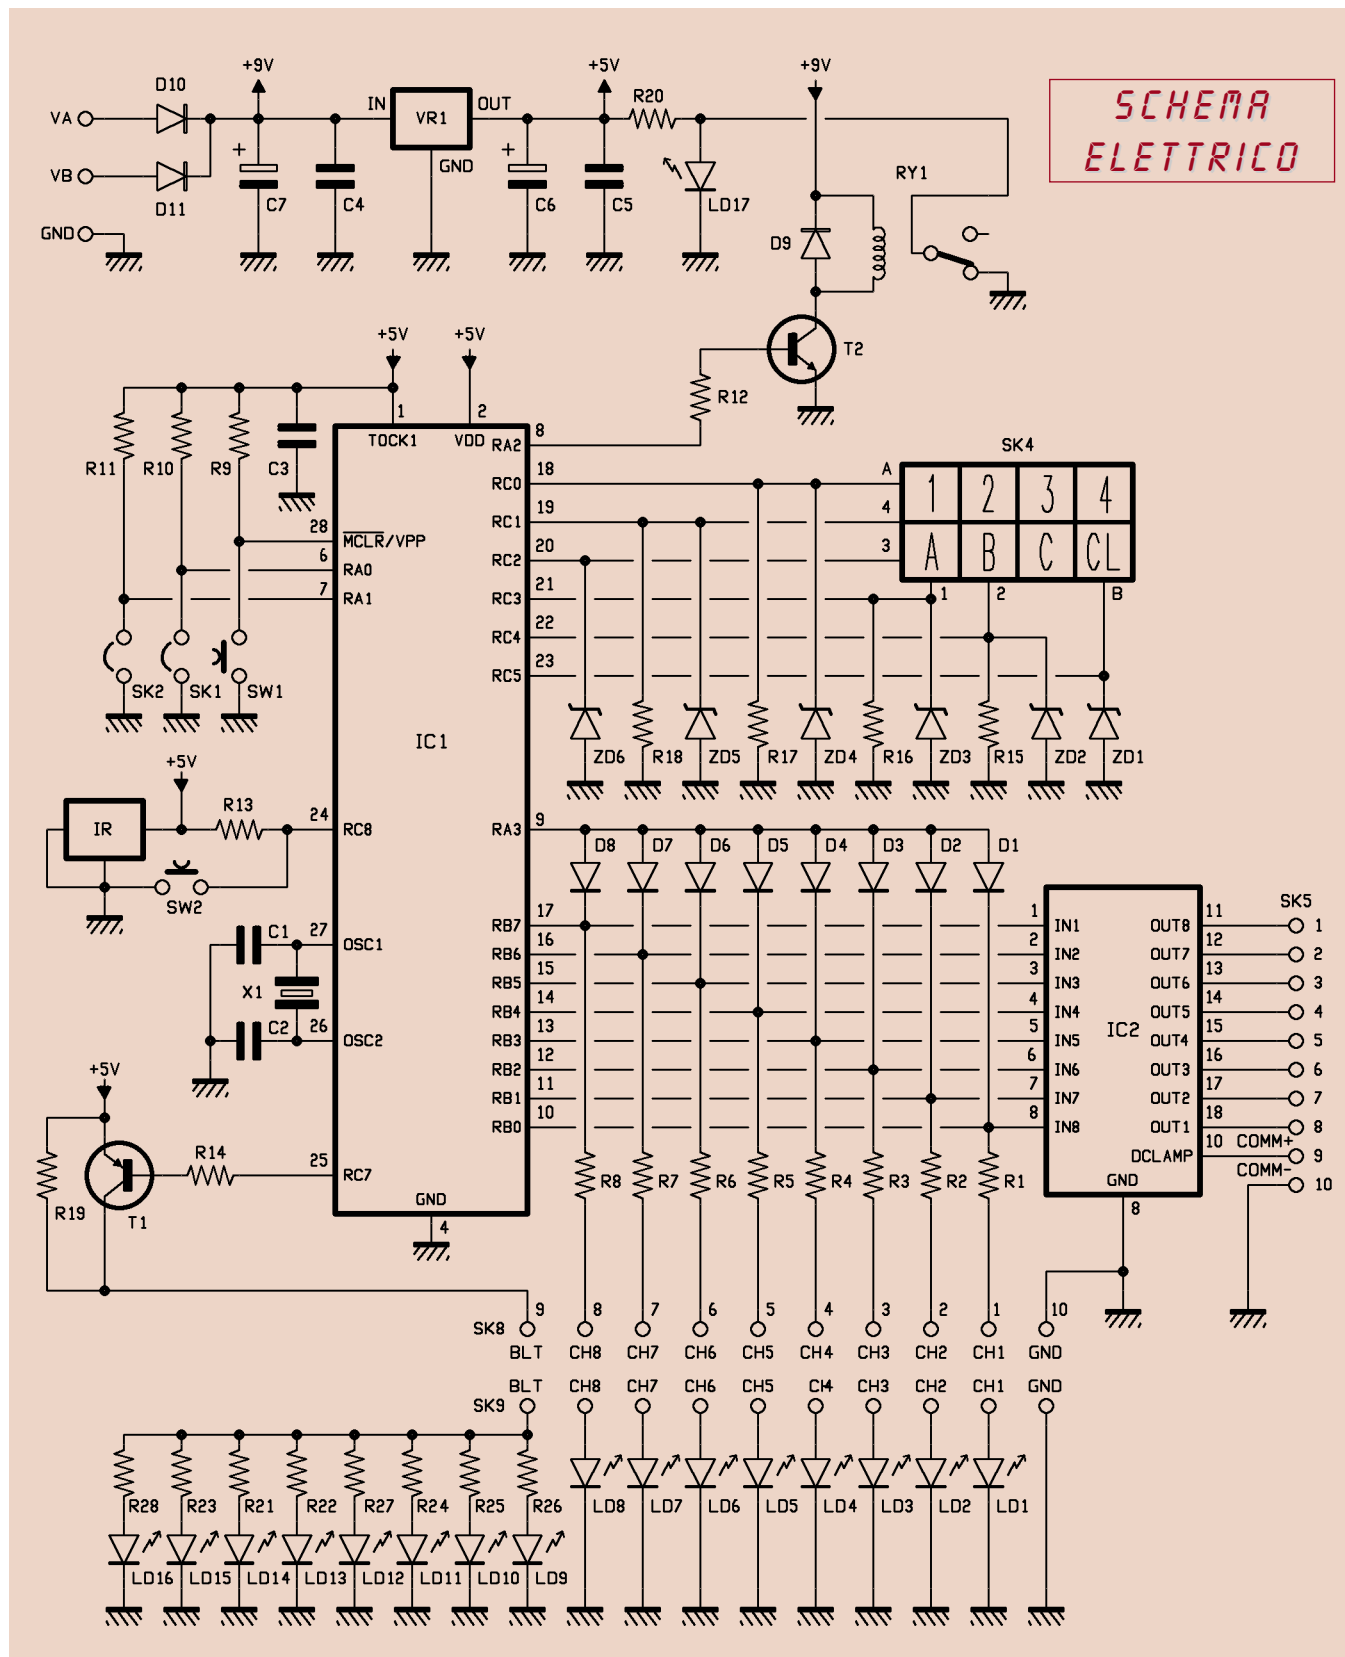 SCHEMA
ELETTRICO
+9V
+5V
+9V
D10
VA
IN
VR1
OUT
R20
GND
VB
D11
+
C7
C4
+
C6
C5
LD17
RY1
GND
D9
T2
R12
+5V
+5V
1
2
TOCK1
VDD
R11
R10
R9
C3
28
MCLR/VPP
6
RA0
7
RA1
SK2
SK1
SW1
IC1
RA2
8
RC0
18
RC1
19
RC2
20
RC3
21
RC4
22
RC5
23
SK4
A
4
3
1
2
3
4
A
B
C
CL
1
2
B
ZD6
R18
ZD5
R17
ZD4
R16
ZD3
R15
ZD2
ZD1
+5V
IR
R13
24
RC8
SW2
RA3
9
D8
D7
D6
D5
D4
D3
D2
D1
C1
27
OSC1
X1
C2
26
OSC2
RB7
17
RB6
16
RB5
15
RB4
14
RB3
13
RB2
12
RB1
11
RB0
10
1
IN1
2
IN2
3
IN3
4
IN4
5
IN5
6
IN6
7
IN7
8
IN8
IC2
OUT8
11
OUT7
12
OUT6
13
OUT5
14
OUT4
15
OUT3
16
OUT2
17
OUT1
18
DCLAMP
10
GND
8
SK5
1
2
3
4
5
6
7
8
COMM+
9
COMM-
10
+5V
R19
T1
R14
25
RC7
GND
4
R8
R7
R6
R5
R4
R3
R2
R1
9
8
7
6
5
4
3
2
1
10
SK8
BLT
CH8
CH7
CH6
CH5
CH4
CH3
CH2
CH1
GND
BLT
CH8
CH7
CH6
CH5
CH4
CH3
CH2
CH1
GND
SK9
R28
R23
R21
R22
R27
R24
R25
R26
LD8
LD7
LD6
LD5
LD4
LD3
LD2
LD1
LD16
LD15
LD14
LD13
LD12
LD11
LD10
LD9